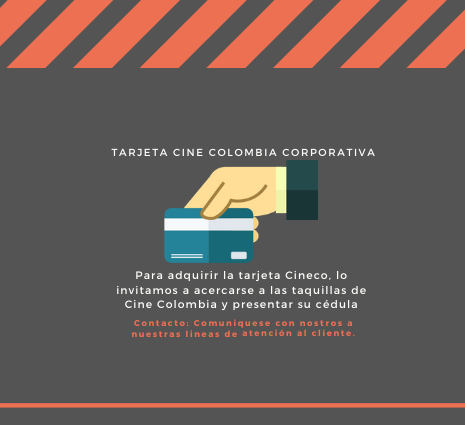 TARJETA CINE COLOMBIA CORPORATIVA
Para adquirir la tarjeta Cineco, lo
invitamos a acercarse a las taquillas de
Cine Colombia y presentar su cédula
Contacto: Comuniquese con nostros a
nuestras lineas de atención al cliente.